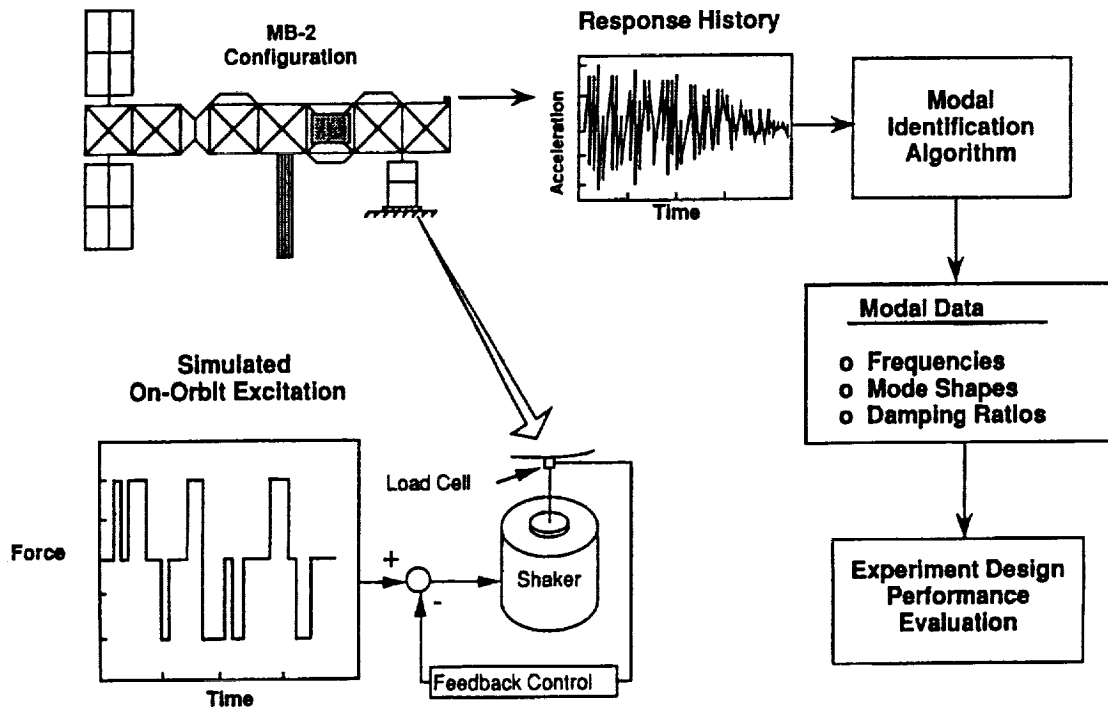 MB-2
Configuration
Response History
Acceleration
Time
Modal
Identification
Algorithm
Modal Data
o Frequencies
o Mode Shapes
o Damping Ratios
Experiment Design
Performance
Evaluation
Simulated
On-Orbit Excitation
Force
Time
Load Cell
+
-
Shaker
Feedback Control